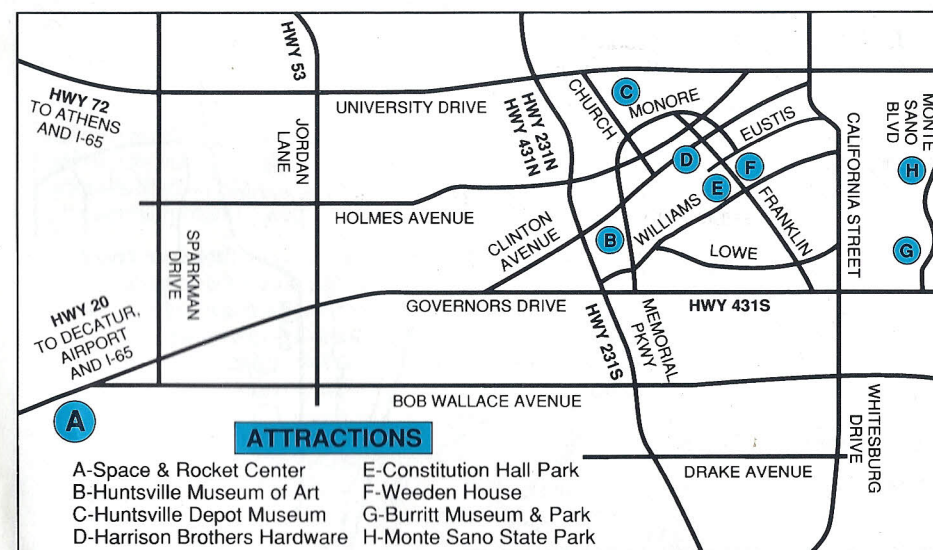 HWY 53
HWY 72
TO ATHENS
AND I-65
UNIVERSITY DRIVE
JORDAN
LANE
HWY 231N
HWY 431N
CHURCH
C
MONORE
EUSTIS
CALIFORNIA STREET
MONTE
SANO
BLVD
H
D
F
E
HOLMES AVENUE
CLINTON
AVENUE
B
WILLIAMS
FRANKLIN
LOWE
G
SPARKMAN
DRIVE
HWY 20
TO DECATUR,
AIRPORT
AND I-65
GOVERNORS DRIVE
HWY 431S
HWY 231S
MEMORIAL
PKWY
BOB WALLACE AVENUE
WHITESBURG
DRIVE
DRAKE AVENUE
A
ATTRACTIONS
A-Space & Rocket Center
B-Huntsville Museum of Art
C-Huntsville Depot Museum
D-Harrison Brothers Hardware
E-Constitution Hall Park
F-Weeden House
G-Burritt Museum & Park
H-Monte Sano State Park